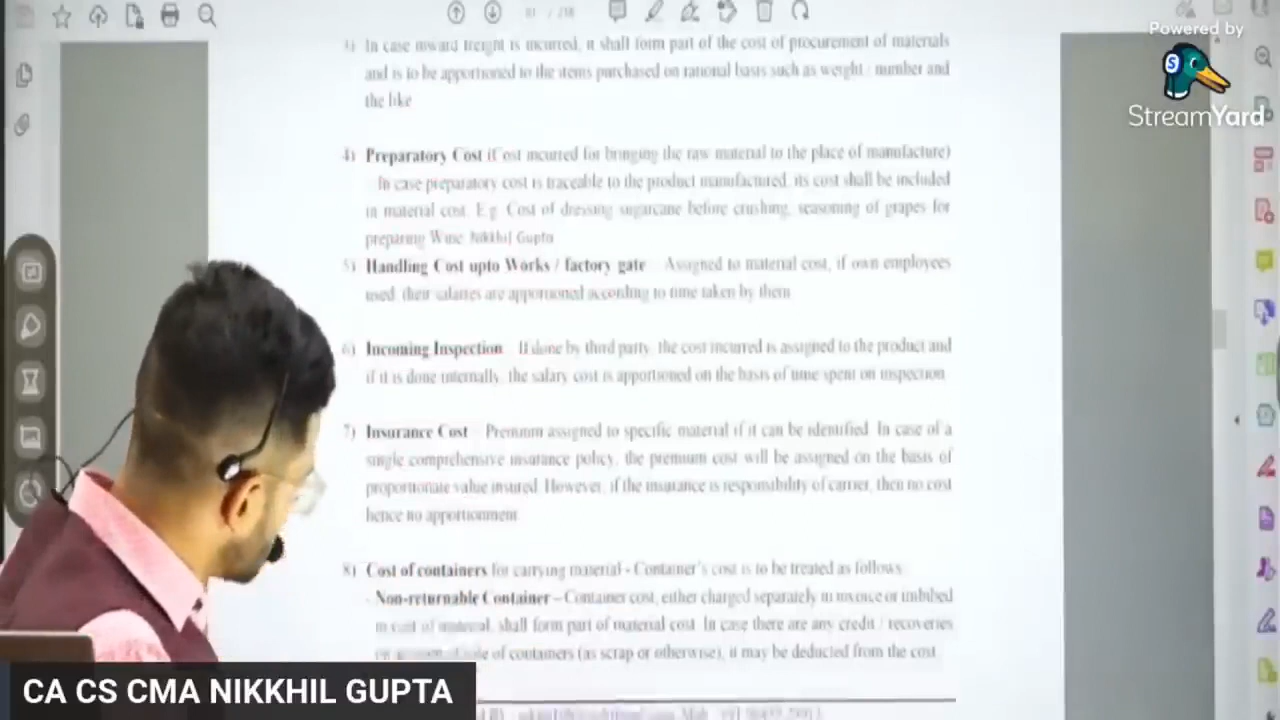 81 / 258
Powered by
StreamYard
3) In case inward freight is incurred, it shall form part of the cost of procurement of materials
and is to be apportioned to the items purchased on rational basis such as weight / number and
the like
4) Preparatory Cost (Cost incurred for bringing the raw material to the place of manufacture)
- In case preparatory cost is traceable to the product manufactured, its cost shall be included
in material cost. E.g. Cost of dressing sugarcane before crushing, seasoning of grapes for
preparing Wine. Nikkhil Gupta
5) Handling Cost upto Works / factory gate - Assigned to material cost, if own employees
used, their salaries are apportioned according to time taken by them
6) Incoming Inspection - If done by third party, the cost incurred is assigned to the product and
if it is done internally, the salary cost is apportioned on the basis of time spent on inspection
7) Insurance Cost - Premium assigned to specific material if it can be identified. In case of a
single comprehensive insurance policy, the premium cost will be assigned on the basis of
proportionate value insured. However, if the insurance is responsibility of carrier, then no cost
hence no apportionment
8) Cost of containers for carrying material - Container's cost is to be treated as follows
- Non-returnable Container – Container cost, either charged separately in invoice or imbibed
in cost of material, shall form part of material cost. In case there are any credit / recoveries
on account of sale of containers (as scrap or otherwise), it may be deducted from the cost
CA CS CMA NIKKHIL GUPTA